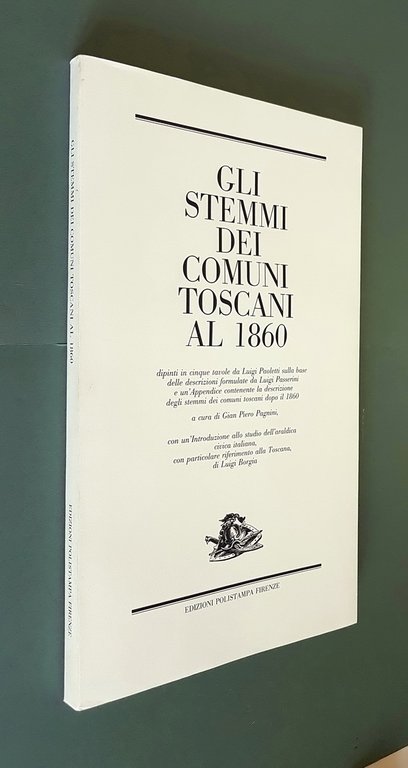 GLI STEMMI DEI COMUNI TOSCANI AL 1860
EDIZIONI POLISTAMPA FIRENZE
GLI
STEMMI
DEI
COMUNI
TOSCANI
AL 1860
dipinti in cinque tavole da Luigi Paoletti sulla base
delle descrizioni formulate da Luigi Passerini
e un'Appendice contenente la descrizione
degli stemmi dei comuni toscani dopo il 1860
a cura di Gian Piero Pagnini,
con un'Introduzione allo studio dell'araldica
civica italiana,
con particolare riferimento alla Toscana,
di Luigi Borgia
EDIZIONI POLISTAMPA FIRENZE